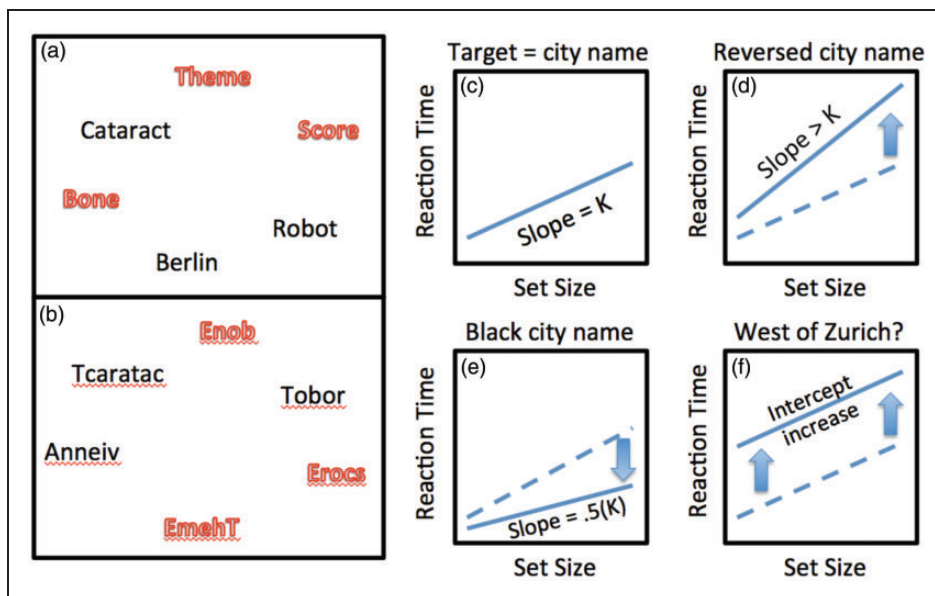 (a)
Theme
Cataract
Score
Bone
Robot
Berlin
(b)
Enob
Tcaratac
Tobor
Anneiv
Erocs
EmehT
Target = city name
(c)
Reaction Time
Slope = K
Set Size
Reversed city name
(d)
Reaction Time
Slope > K
Set Size
Black city name
(e)
Reaction Time
Slope = .5(K)
Set Size
West of Zurich?
(f)
Reaction Time
Intercept
increase
Set Size